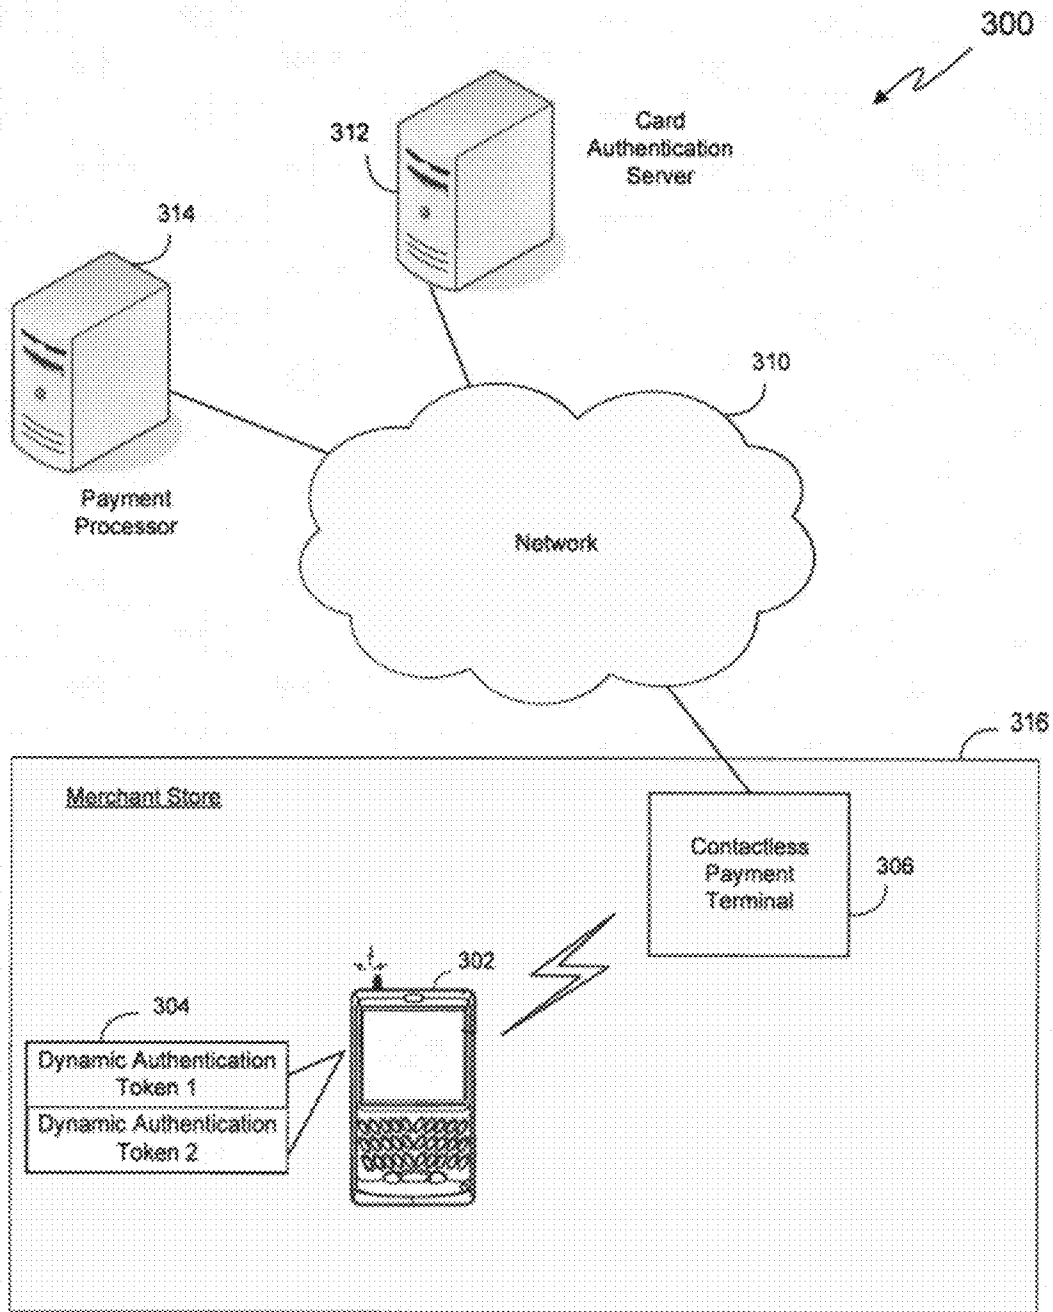 300
312
Card
Authentication
Server
314
Payment
Processor
310
Network
316
Merchant Store
Contactless
Payment
Terminal
306
302
304
Dynamic Authentication
Token 1
Dynamic Authentication
Token 2